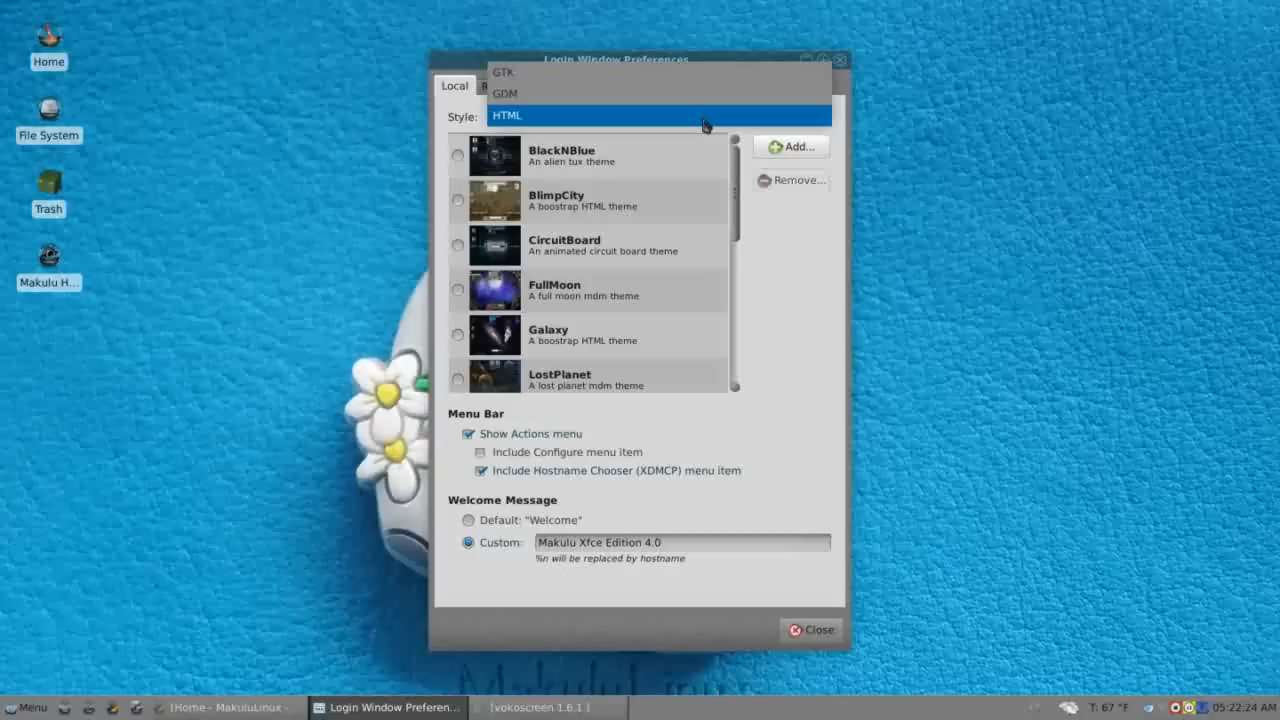 Home
File System
Trash
Makulu H...
Login Window Preferences
GTK
GDM
Local
Style: HTML
BlackNBlue
An alien tux theme
Add...
Remove...
BlimpCity
A boostrap HTML theme
CircuitBoard
An animated circuit board theme
FullMoon
A full moon mdm theme
Galaxy
A boostrap HTML theme
LostPlanet
A lost planet mdm theme
Menu Bar
Show Actions menu
Include Configure menu item
Include Hostname Chooser (XDMCP) menu item
Welcome Message
Default: "Welcome"
Custom: Makulu Xfce Edition 4.0
%n will be replaced by hostname
Close
MakuluLinux
Menu
[Home - MakuluLinux -
Login Window Preferen...
[vokoscreen 1.6.1 ]
T: 67 °F
05:22:24 AM